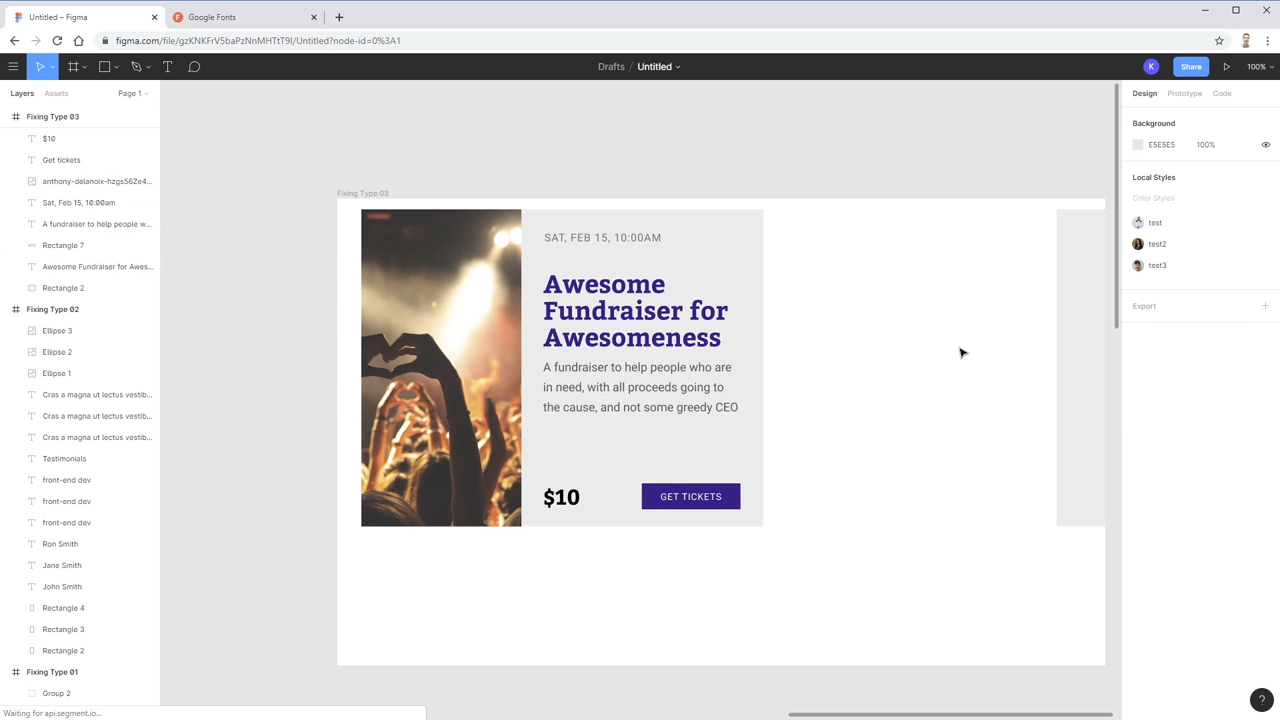 Untitled – Figma
Google Fonts
figma.com/file/gzKNKFrV5baPzNnMHTtT9I/Untitled?node-id=0%3A1
Drafts / Untitled
K
Share
100%
Layers
Assets
Page 1
Fixing Type 03
$10
Get tickets
anthony-delanoix-hzgs56Ze4...
Sat, Feb 15, 10:00am
A fundraiser to help people w...
Rectangle 7
Awesome Fundraiser for Awes...
Rectangle 2
Fixing Type 02
Ellipse 3
Ellipse 2
Ellipse 1
Cras a magna ut lectus vestib...
Cras a magna ut lectus vestib...
Cras a magna ut lectus vestib...
Testimonials
front-end dev
front-end dev
front-end dev
Ron Smith
Jane Smith
John Smith
Rectangle 4
Rectangle 3
Rectangle 2
Fixing Type 01
Group 2
Waiting for api.segment.io...
Fixing Type 03
SAT, FEB 15, 10:00AM
Awesome
Fundraiser for
Awesomeness
A fundraiser to help people who are
in need, with all proceeds going to
the cause, and not some greedy CEO
$10
GET TICKETS
Design
Prototype
Code
Background
E5E5E5
100%
Local Styles
Color Styles
test
test2
test3
Export
?